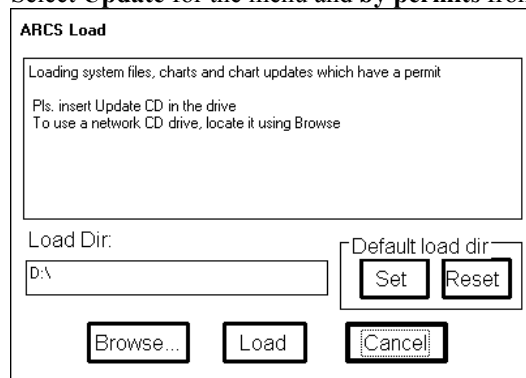 Select Update for the menu and by permits from
ARCS Load
Loading system files, charts and chart updates which have a permit
Pls. insert Update CD in the drive
To use a network CD drive, locate it using Browse
Load Dir:
D:\
Default load dir
Set
Reset
Browse...
Load
Cancel